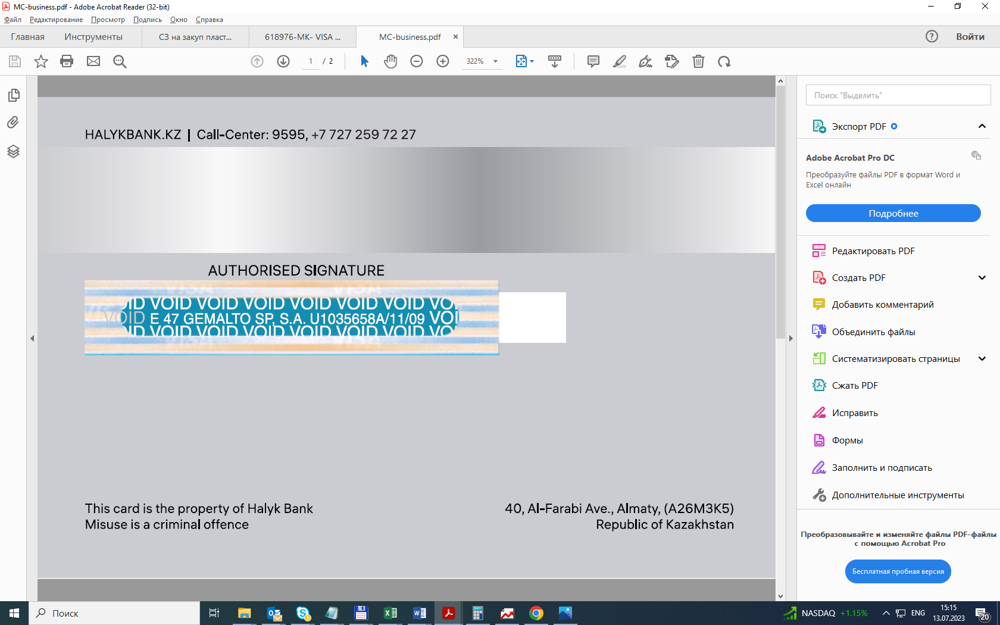 MC-business.pdf - Adobe Acrobat Reader (32-bit)
Файл Редактирование Просмотр Подпись Окно Справка
Главная Инструменты СЗ на закуп пласт... 618976-МК- VISA ... MC-business.pdf × ? Войти
1 / 2 322%
Поиск "Выделить"
Экспорт PDF
Adobe Acrobat Pro DC
Преобразуйте файлы PDF в формат Word и
Excel онлайн
Подробнее
Редактировать PDF
Создать PDF
Добавить комментарий
Объединить файлы
Систематизировать страницы
Сжать PDF
Исправить
Формы
Заполнить и подписать
Дополнительные инструменты
Преобразовывайте и изменяйте файлы PDF-файлы
с помощью Acrobat Pro
Бесплатная пробная версия
HALYKBANK.KZ | Call-Center: 9595, +7 727 259 72 27
AUTHORISED SIGNATURE
ID VOID VOID VOID VOID VOID VOID VO
VOID E 47 GEMALTO SP, S.A. U1035658A/11/09 VOI
ID VOID VOID VOID VOID VOID VOID VO
This card is the property of Halyk Bank
Misuse is a criminal offence
40, Al-Farabi Ave., Almaty, (A26M3K5)
Republic of Kazakhstan
Поиск
NASDAQ +1.15% ENG 15:15
13.07.2023
20